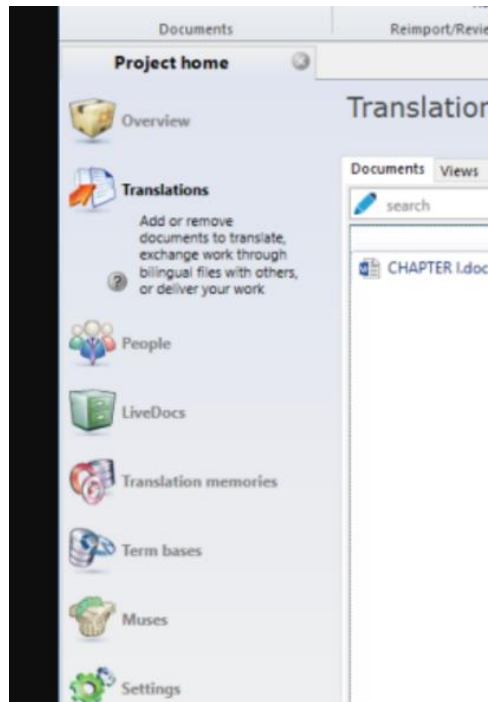 Documents
Reimport/Revie
Project home
Overview
Translation
Translations
Documents Views
Add or remove
documents to translate,
exchange work through
bilingual files with others,
or deliver your work
search
CHAPTER I.doc
People
LiveDocs
Translation memories
Term bases
Muses
Settings